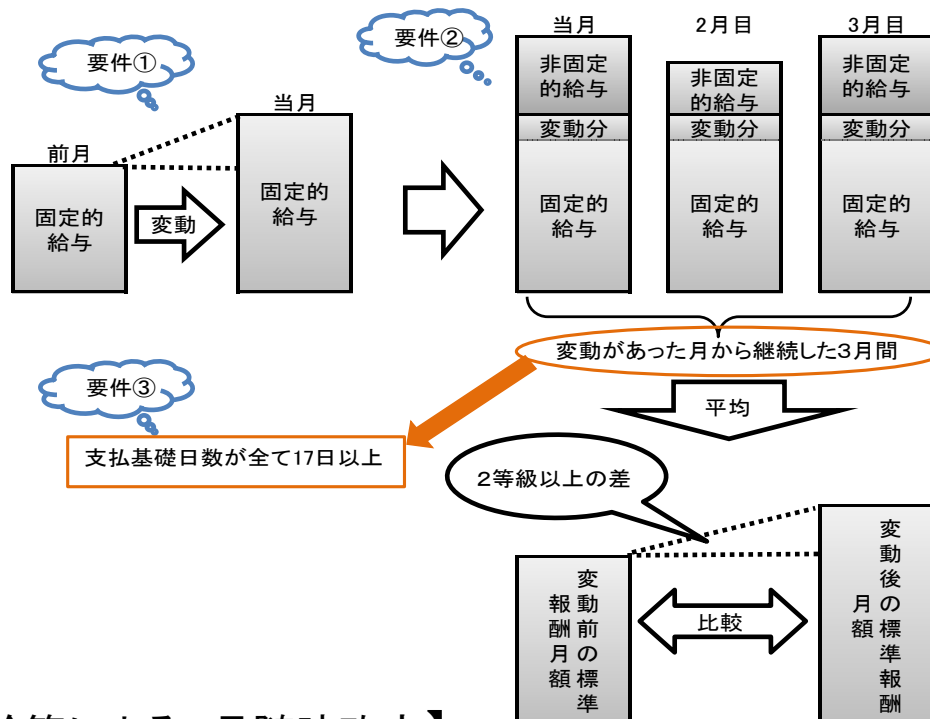 要件①
前月
固定的
給与
変動
当月
固定的
給与
要件②
当月
非固定
的給与
変動分
固定的
給与
2月目
非固定
的給与
変動分
固定的
給与
3月目
非固定
的給与
変動分
固定的
給与
変動があった月から継続した3月間
要件③
支払基礎日数が全て17日以上
平均
2等級以上の差
変動前の標準
報酬月額
比較
変動後の標準報酬
月額